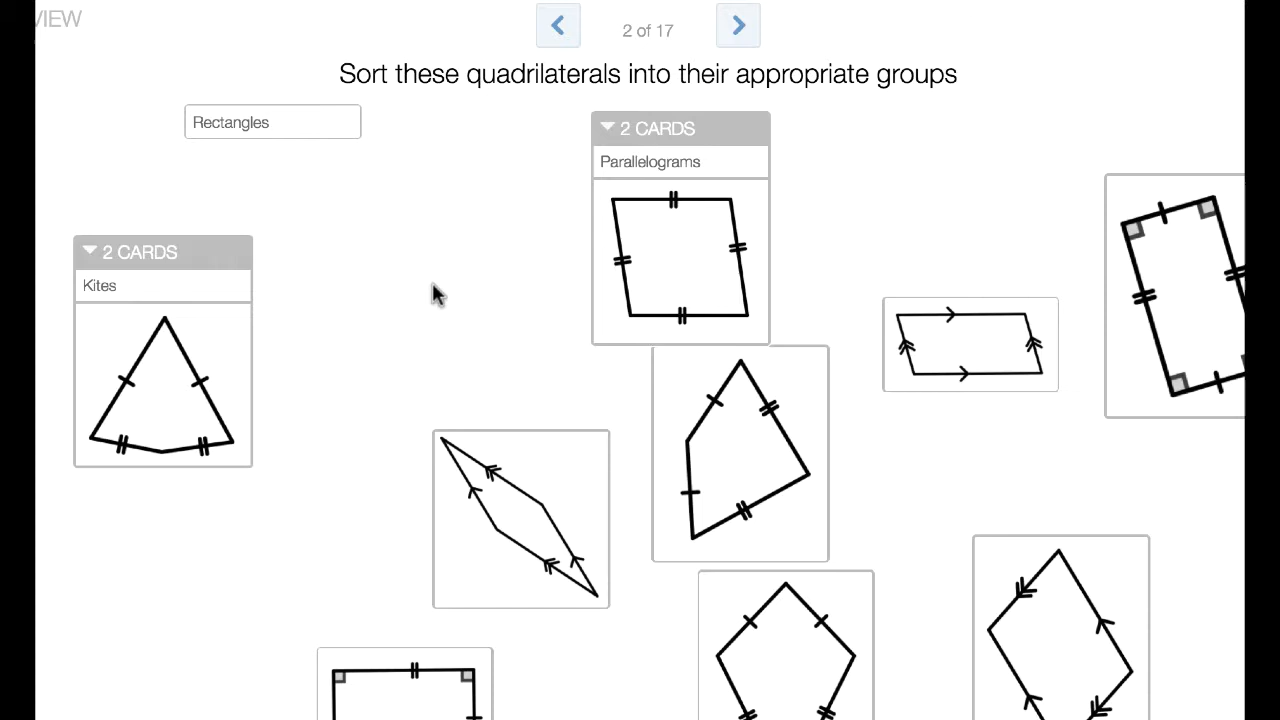 VIEW
2 of 17
Sort these quadrilaterals into their appropriate groups
Rectangles
2 CARDS
Parallelograms
2 CARDS
Kites